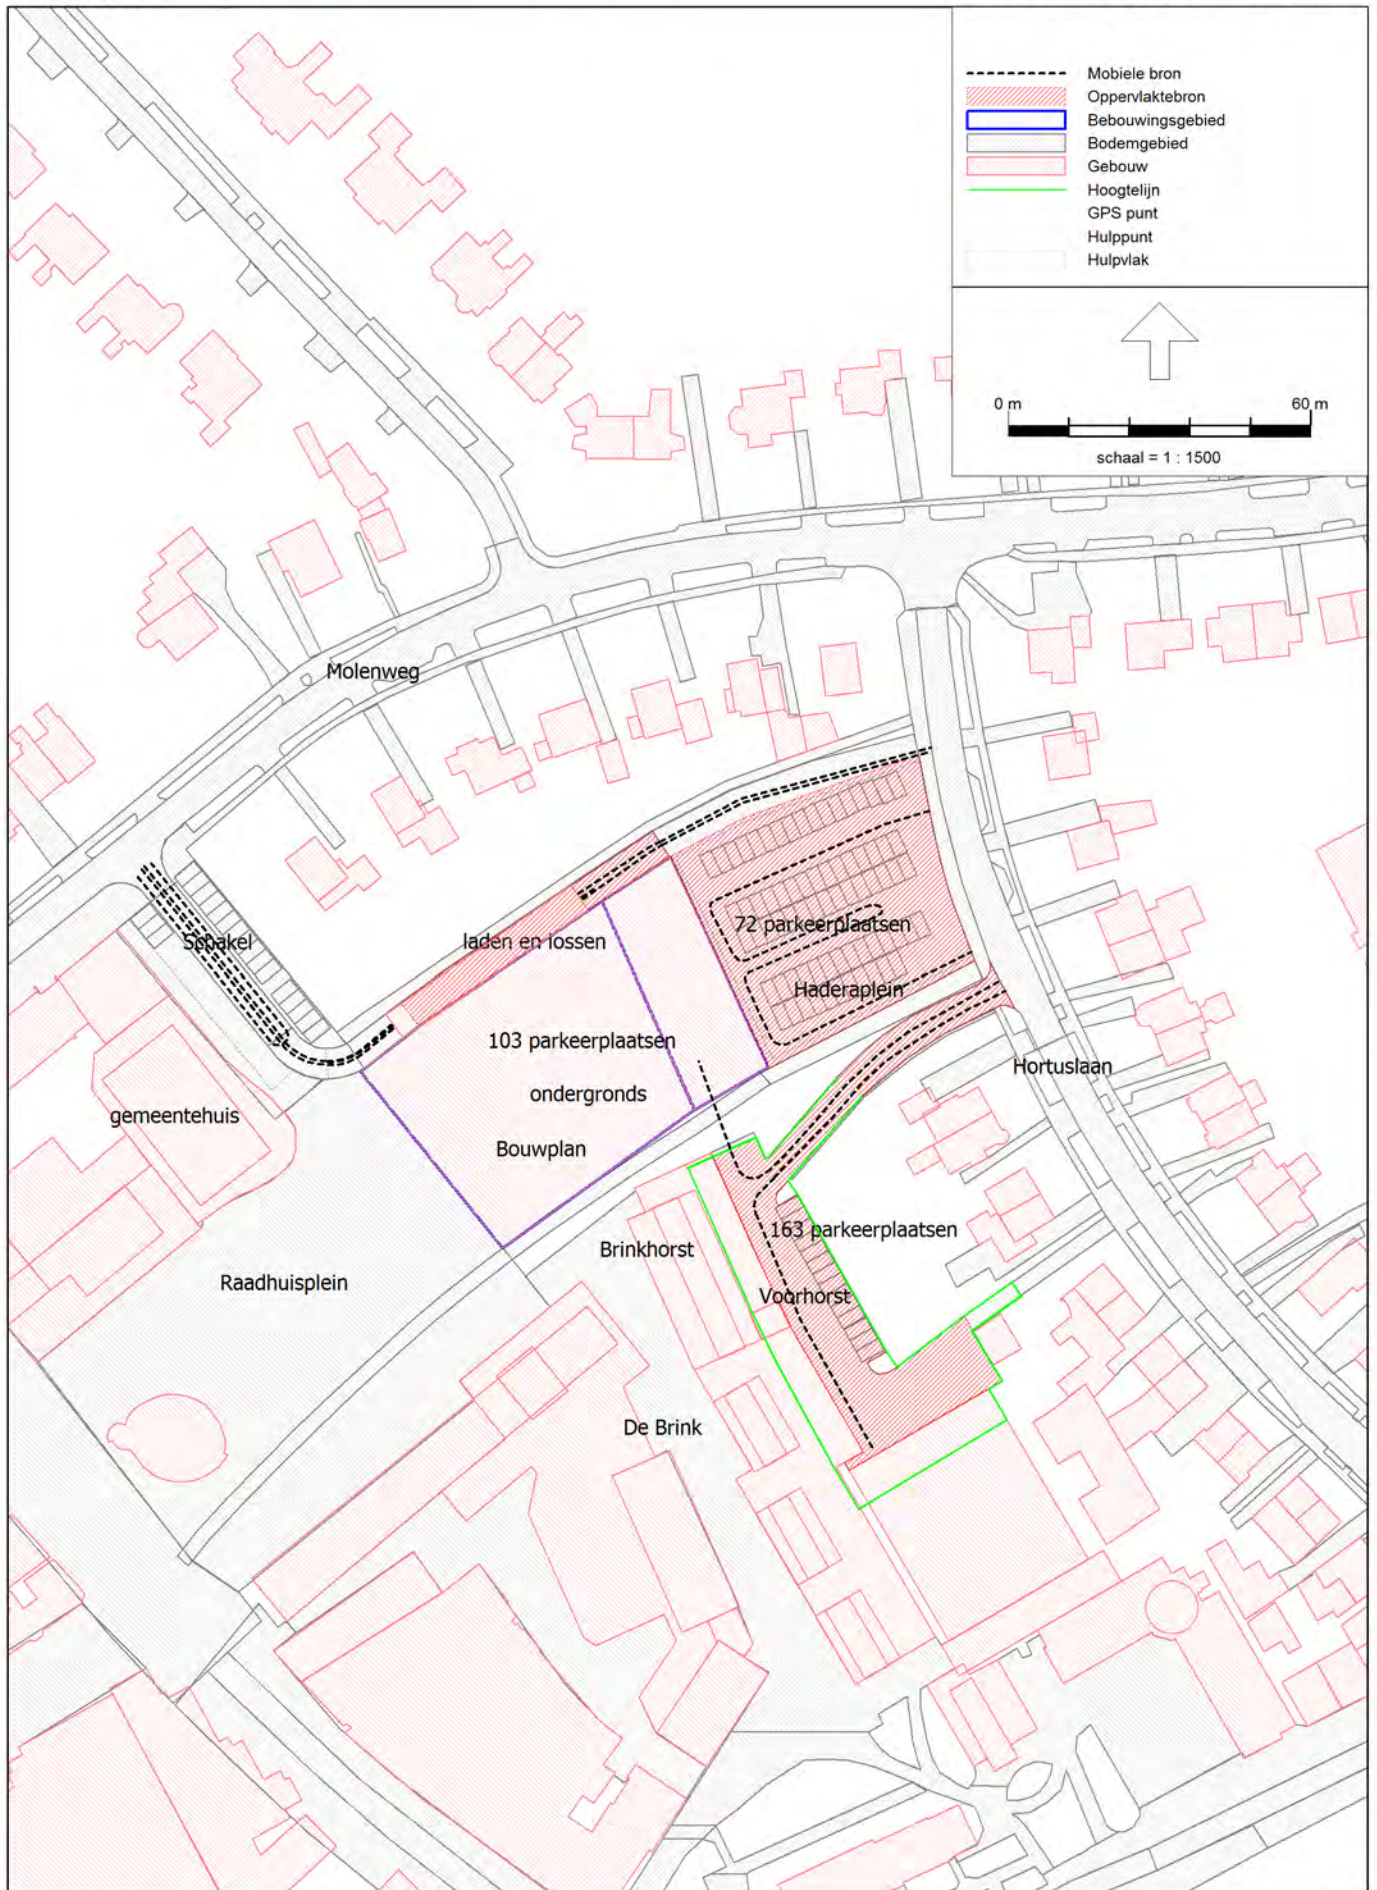 Mobiele bron
Oppervlaktebron
Bebouwingsgebied
Bodemgebied
Gebouw
Hoogtelijn
GPS punt
Hulppunt
Hulpvlak
0 m
60 m
schaal = 1 : 1500
Molenweg
Schakel
laden en lossen
72 parkeerplaatsen
Haderaplein
103 parkeerplaatsen
ondergronds
Hortuslaan
gemeentehuis
Bouwplan
163 parkeerplaatsen
Brinkhorst
Raadhuisplein
Voorhorst
De Brink